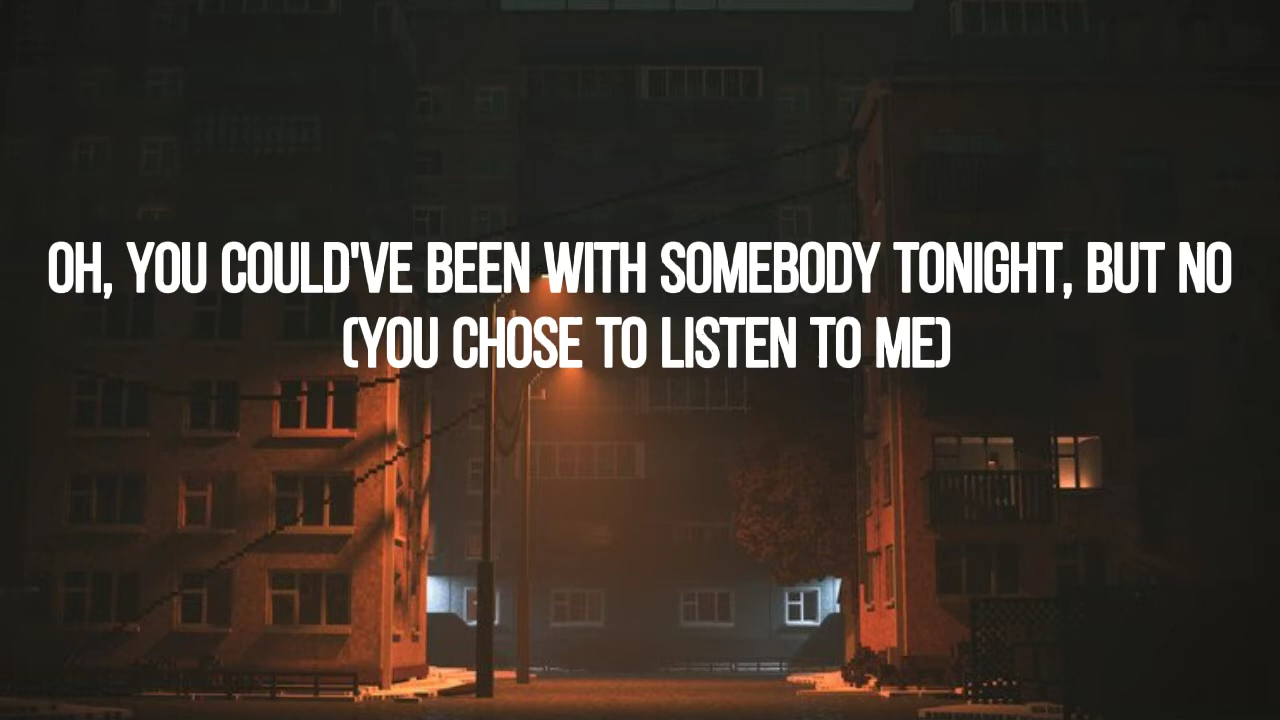 OH, YOU COULD'VE BEEN WITH SOMEBODY TONIGHT, BUT NO
(YOU CHOSE TO LISTEN TO ME)